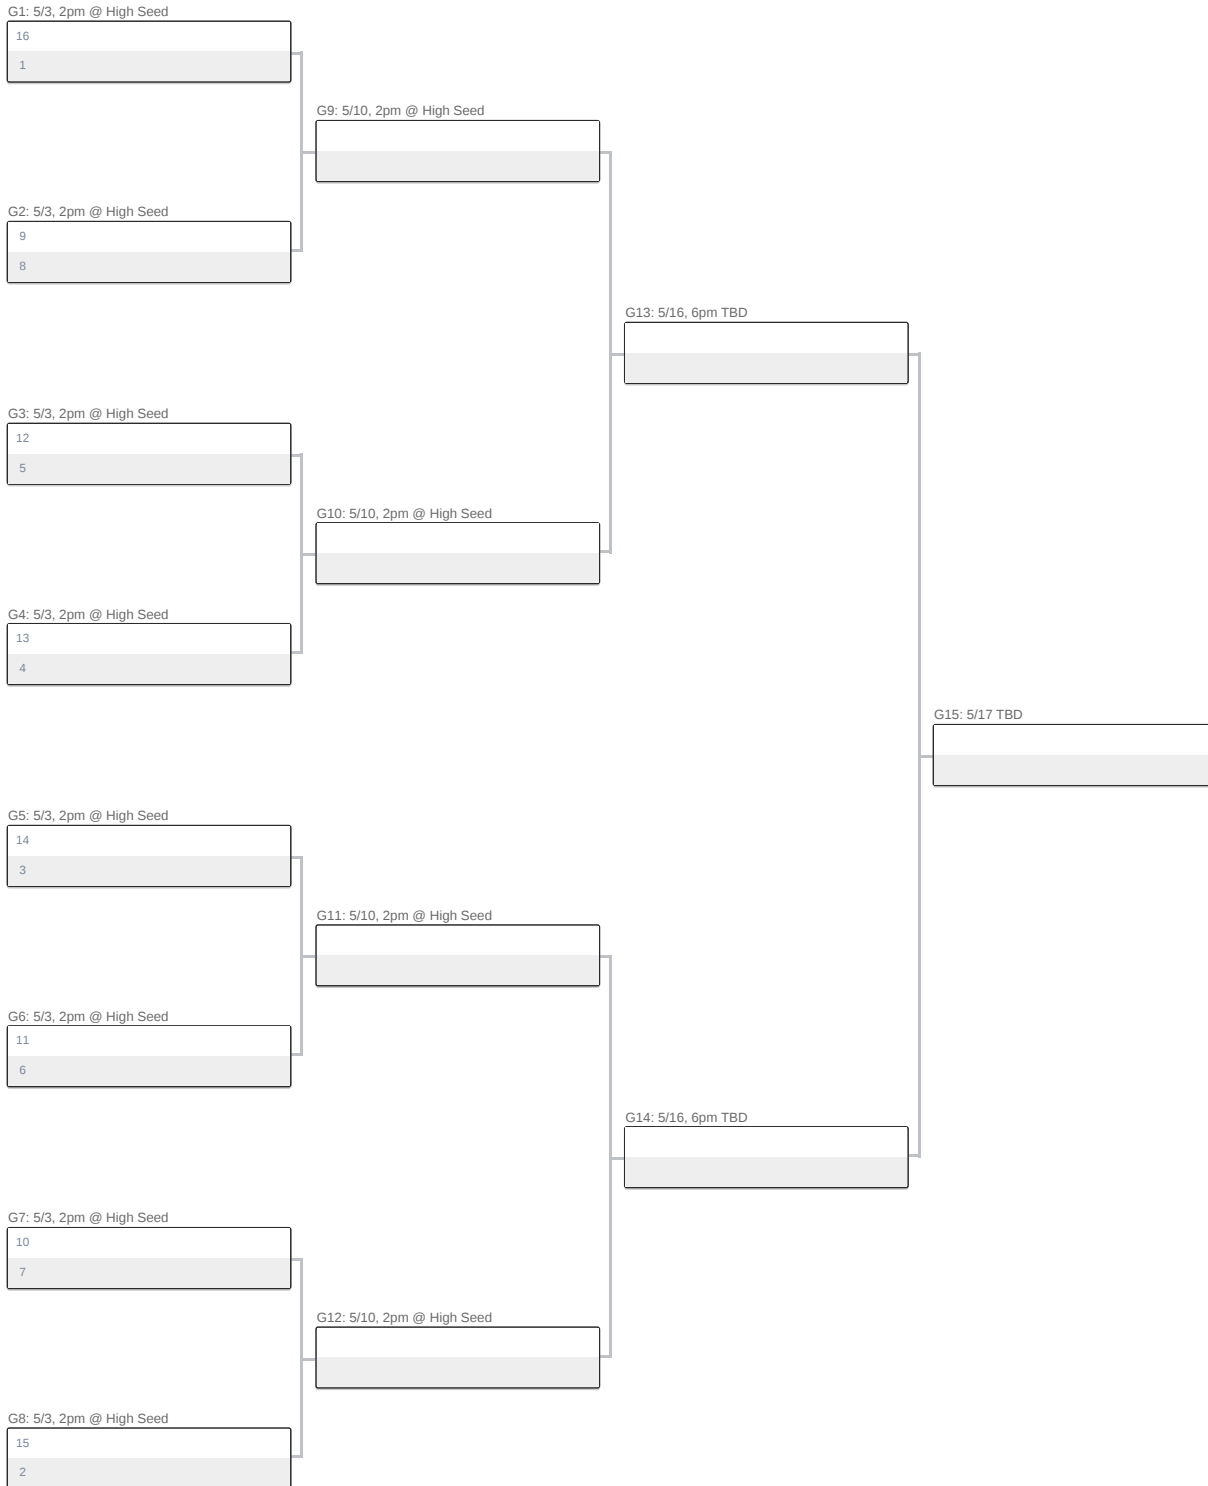 G1: 5/3, 2pm @ High Seed
16
1
G9: 5/10, 2pm @ High Seed
G2: 5/3, 2pm @ High Seed
9
8
G13: 5/16, 6pm TBD
G3: 5/3, 2pm @ High Seed
12
5
G10: 5/10, 2pm @ High Seed
G4: 5/3, 2pm @ High Seed
13
4
G15: 5/17 TBD
G5: 5/3, 2pm @ High Seed
14
3
G11: 5/10, 2pm @ High Seed
G6: 5/3, 2pm @ High Seed
11
6
G14: 5/16, 6pm TBD
G7: 5/3, 2pm @ High Seed
10
7
G12: 5/10, 2pm @ High Seed
G8: 5/3, 2pm @ High Seed
15
2